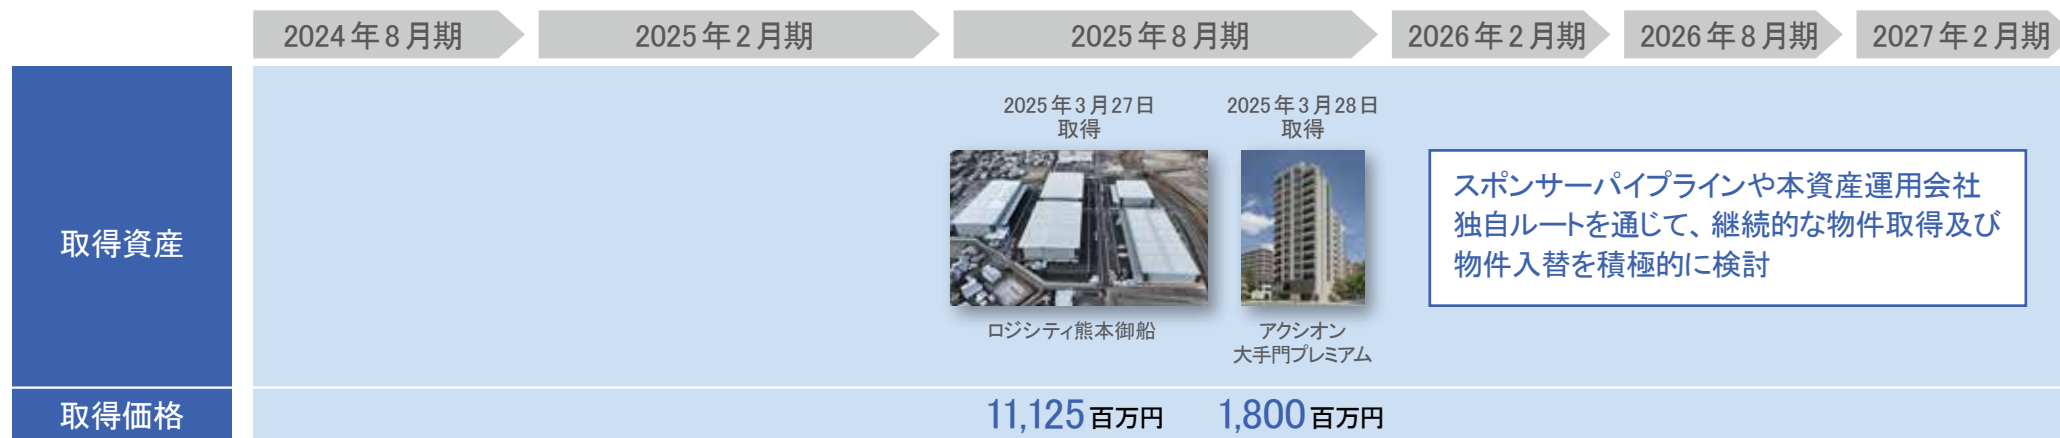 2024年8月期
2025年2月期
2025年8月期
2026年2月期
2026年8月期
2027年2月期
取得資産
2025年3月27日
取得
ロジシティ熊本御船
2025年3月28日
取得
アクシオン
大手門プレミアム
スポンサーパイプラインや本資産運用会社
独自ルートを通じて、継続的な物件取得及び
物件入替を積極的に検討
取得価格
11,125百万円
1,800百万円